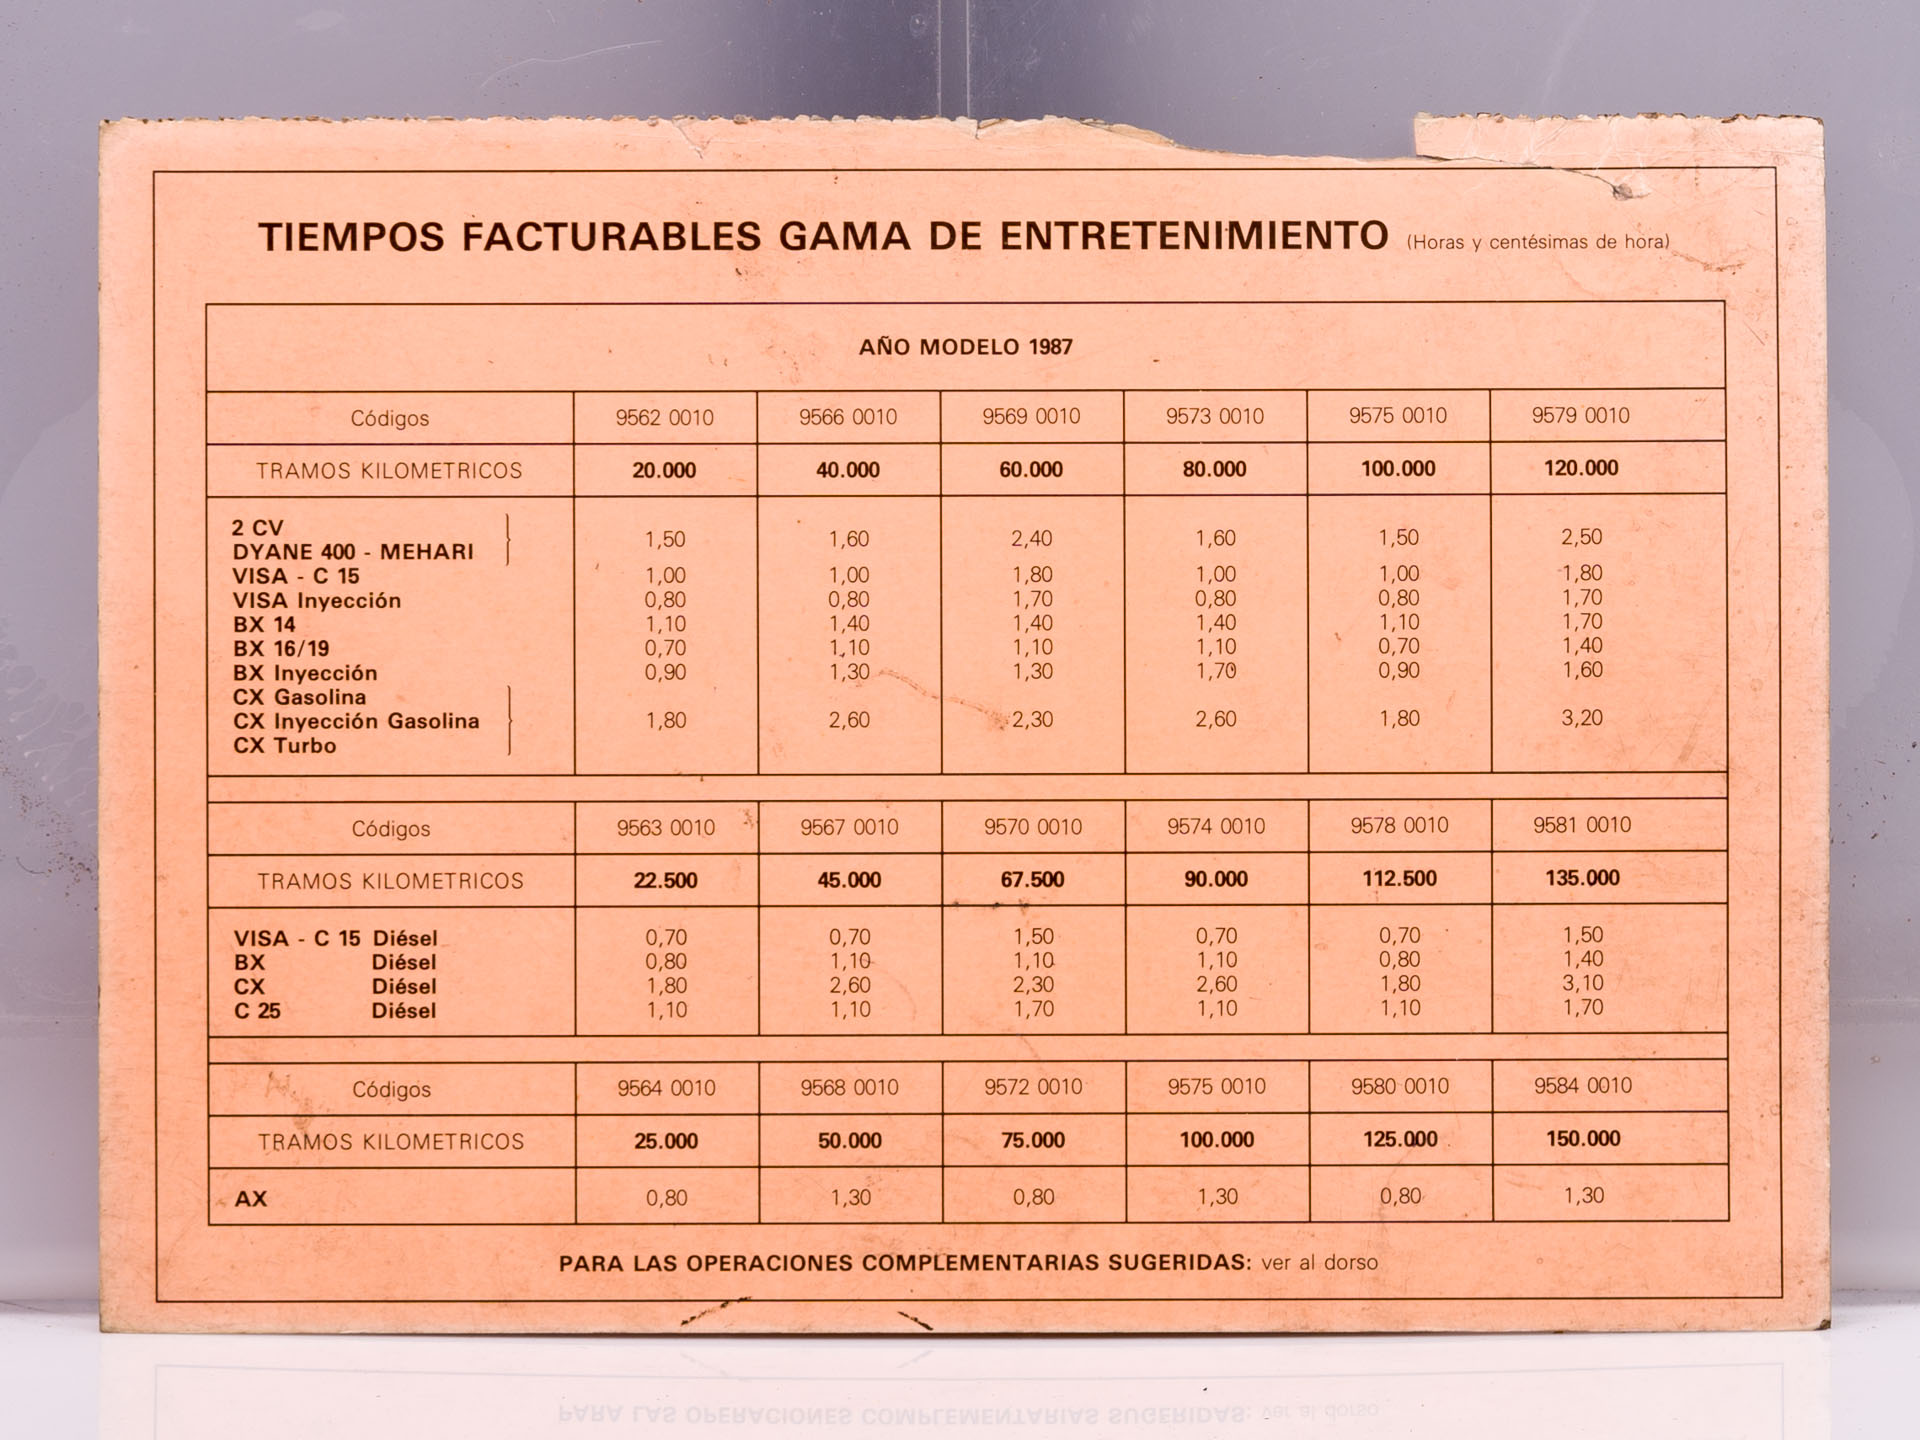 TIEMPOS FACTURABLES GAMA DE ENTRETENIMIENTO (Horas y centésimas de hora)
AÑO MODELO 1987
Códigos 9562 0010 9566 0010 9569 0010 9573 0010 9575 0010 9579 0010
TRAMOS KILOMETRICOS 20.000 40.000 60.000 80.000 100.000 120.000
2 CV
DYANE 400 - MEHARI 1,50 1,60 2,40 1,60 1,50 2,50
VISA - C 15 1,00 1,00 1,80 1,00 1,00 1,80
VISA Inyección 0,80 0,80 1,70 0,80 0,80 1,70
BX 14 1,10 1,40 1,40 1,40 1,10 1,70
BX 16/19 0,70 1,10 1,10 1,10 0,70 1,40
BX Inyección 0,90 1,30 1,30 1,70 0,90 1,60
CX Gasolina
CX Inyección Gasolina 1,80 2,60 2,30 2,60 1,80 3,20
CX Turbo
Códigos 9563 0010 9567 0010 9570 0010 9574 0010 9578 0010 9581 0010
TRAMOS KILOMETRICOS 22.500 45.000 67.500 90.000 112.500 135.000
VISA - C 15 Diésel 0,70 0,70 1,50 0,70 0,70 1,50
BX Diésel 0,80 1,10 1,10 1,10 0,80 1,40
CX Diésel 1,80 2,60 2,30 2,60 1,80 3,10
C 25 Diésel 1,10 1,10 1,70 1,10 1,10 1,70
Códigos 9564 0010 9568 0010 9572 0010 9575 0010 9580 0010 9584 0010
TRAMOS KILOMETRICOS 25.000 50.000 75.000 100.000 125.000 150.000
AX 0,80 1,30 0,80 1,30 0,80 1,30
PARA LAS OPERACIONES COMPLEMENTARIAS SUGERIDAS: ver al dorso